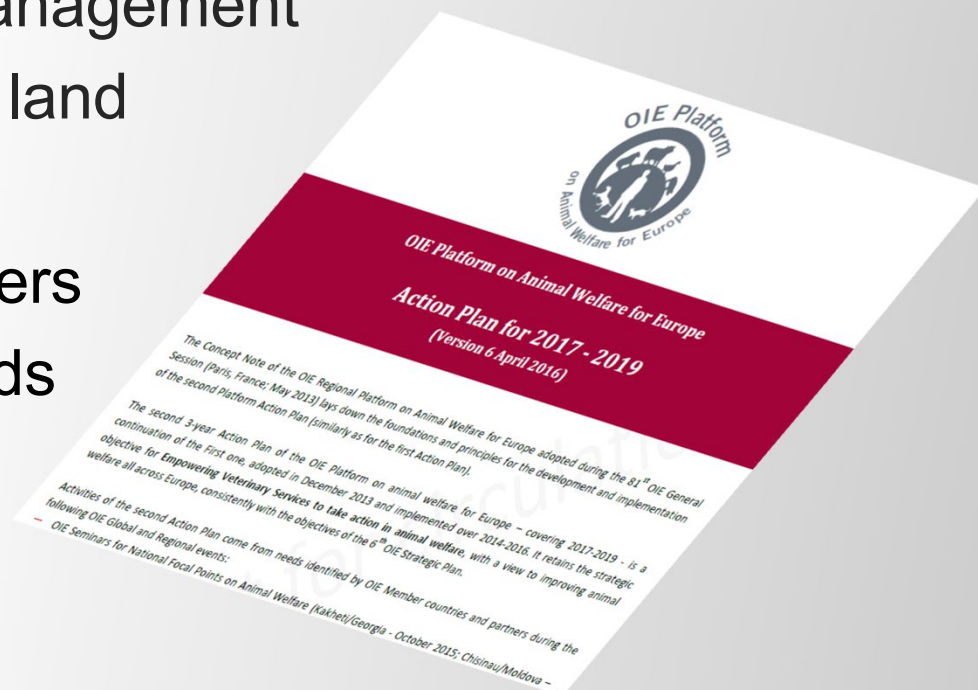 anagement
land
ers
ds
OIE Platform
on Animal Welfare for Europe
OIE Platform on Animal Welfare for Europe
Action Plan for 2017 - 2019
(Version 6 April 2016)
The Concept Note of the OIE Regional Platform on Animal Welfare for Europe adopted during the 81st OIE General
Session (Paris, France; May 2013) lays down the foundations and principles for the development and implementation
of the second Platform Action Plan (similarly as for the first Action Plan).
The second 3-year Action Plan of the OIE Platform on animal welfare for Europe – covering 2017-2019 - is a
continuation of the First one, adopted in December 2013 and implemented over 2014-2016. It retains the strategic
objective for Empowering Veterinary Services to take action in animal welfare, with a view to improving animal
welfare all across Europe, consistently with the objectives of the 6th OIE Strategic Plan.
Activities of the second Action Plan come from needs identified by OIE Member countries and partners during the
following OIE Global and Regional events:
– OIE Seminars for National Focal Points on Animal Welfare (Kakheti/Georgia - October 2015; Chisinau/Moldova –